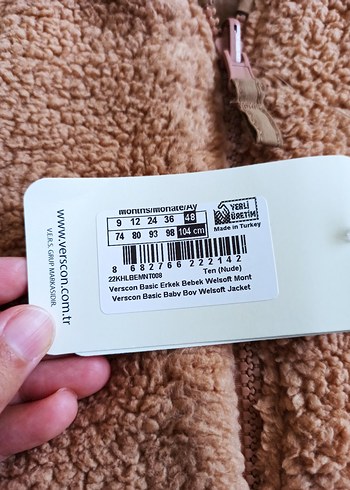 www.verscon.com.tr
V.E.R.S. GRUP MARKASIDIR.
Months/Monate/Ay
9 12 24 36 48
74 80 93 98 104 cm
YERLİ
ÜRETİM
Made in Turkey
8 682766 222142
22KHLBEMNT008 Ten (Nude)
Verscon Basic Erkek Bebek Welsoft Mont
Verscon Basic Baby Boy Welsoft Jacket